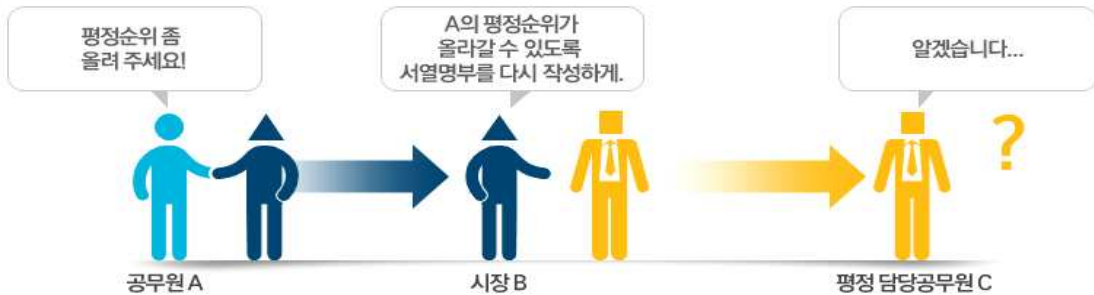 평정순위 좀
올려 주세요!
A의 평정순위가
올라갈 수 있도록
서열명부를 다시 작성하게.
알겠습니다...
?
공무원 A
시장 B
평정 담당공무원 C